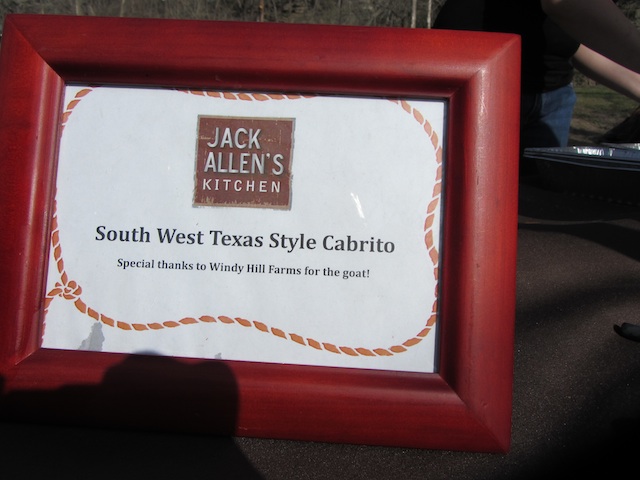 JACK
ALLEN'S
KITCHEN
South West Texas Style Cabrito
Special thanks to Windy Hill Farms for the goat!